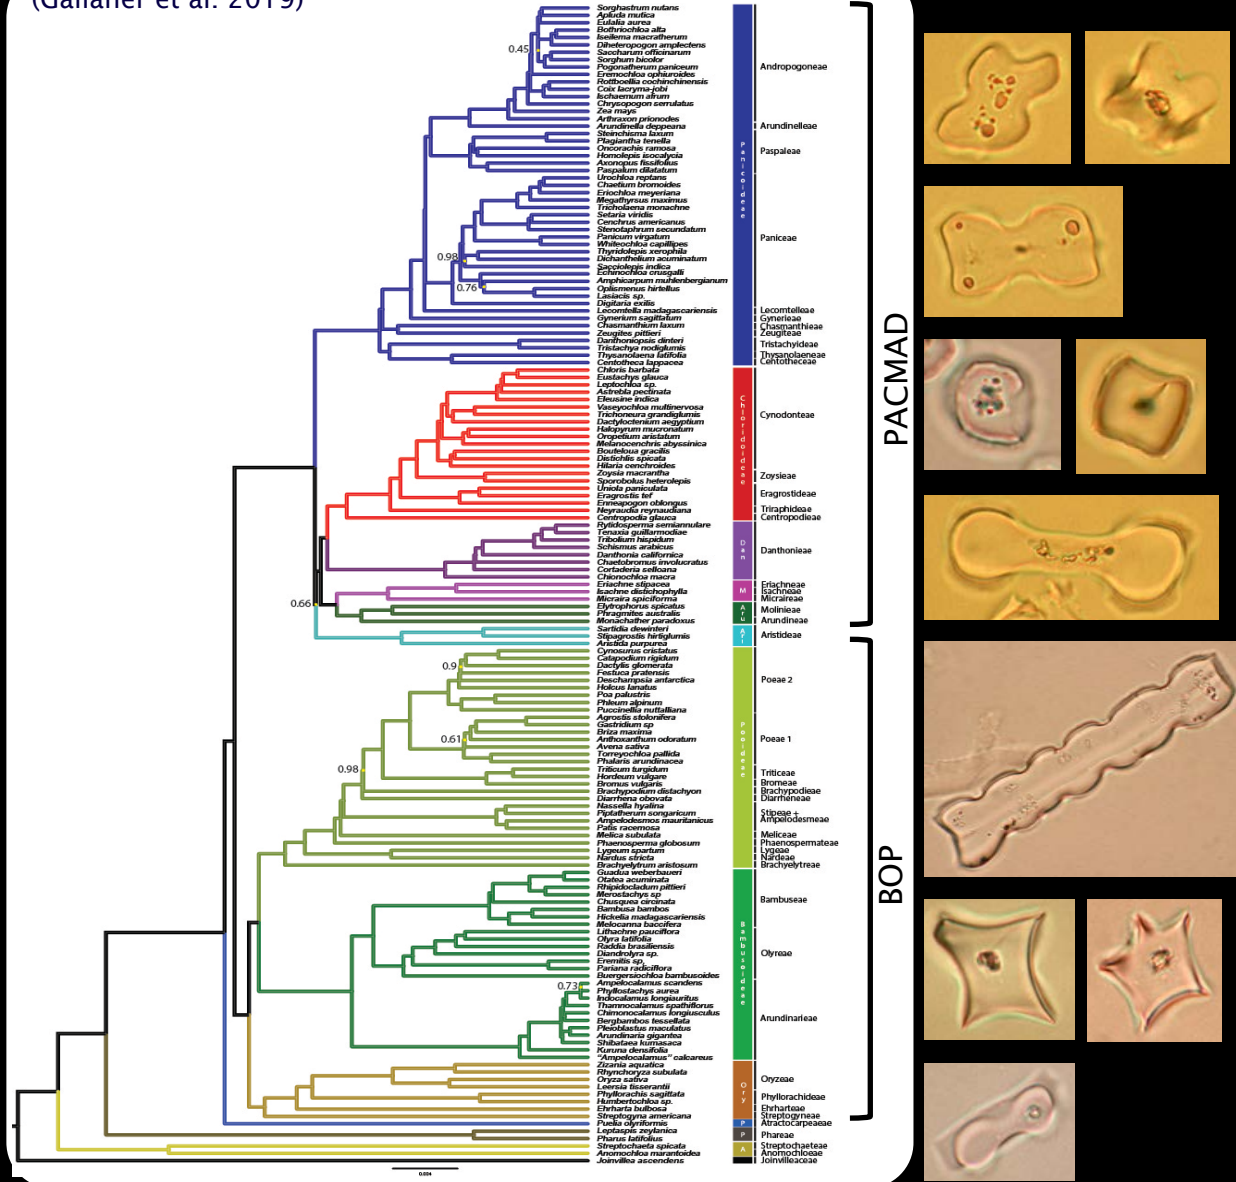 (Gallaher et al. 2019)
Sorghastrum nutans
Apluda mutica
Eulalia aurea
Bothriochloa alta
Iseilema macratherum
Diheteropogon amplectens
0.45
Saccharum officinarum
Sorghum bicolor
Pogonatherum paniceum
Andropogoneae
Eremochloa ophiuroides
Rottboellia cochinchinensis
Coix lacryma-jobi
Ischaemum afrum
Chrysopogon serrulatus
Zea mays
Arthraxon prionodes
Arundinella deppeana
Arundinelleae
Steinchisma laxum
Plagiantha tenella
Oncorachis ramosa
Paspaleae
Homolepis isocalycia
Axonopus fissifolius
Paspalum dilatatum
Panicoideae
Urochloa reptans
Chaetium bromoides
Eriochloa meyeriana
Megathyrsus maximus
Tricholaena monachne
Setaria viridis
Cenchrus americanus
Stenotaphrum secundatum
Panicum virgatum
Paniceae
Whiteochloa capillipes
Thyridolepis xerophila
0.98
Dichanthelium acuminatum
Sacciolepis indica
Echinochloa crusgalli
Amphicarpum muhlenbergianum
0.76
Oplismenus hirtellus
Lasiacis sp.
Digitaria exilis
Lecomtella madagascariensis
Lecomtelleae
Gynerium sagittatum
Gynerieae
Chasmanthium laxum
Chasmanthieae
Zeugites pittieri
Zeugiteae
Danthoniopsis dinteri
Tristachyideae
Tristachya nodiglumis
Thysanolaena latifolia
Thysanolaeneae
Centotheca lappacea
Centotheceae
PACMAD
Chloris barbata
Eustachys glauca
Leptochloa sp.
Astrebla pectinata
Eleusine indica
Vaseyochloa multinervosa
Trichoneura grandiglumis
Cynodonteae
Dactyloctenium aegyptium
Halopyrum mucronatum
Oropetium aristatum
Melanocenchris abyssinica
Bouteloua gracilis
Distichlis spicata
Hilaria cenchroides
Chloridoideae
Zoysia macrantha
Zoysieae
Sporobolus heterolepis
Uniola paniculata
Eragrostis tef
Eragrostideae
Enneapogon oblongus
Neyraudia reynaudiana
Triraphideae
Centropodia glauca
Centropodieae
Rytidosperma semiannulare
Tenaxia guillarmodiae
Tribolium hispidum
Schismus arabicus
Dan
Danthonieae
Danthonia californica
Chaetobromus involucratus
Cortaderia selloana
Chionochloa macra
Eriachne stipacea
Eriachneae
Isachne distichophylla
M
Isachneae
Micraira spiciforma
Micraireae
0.66
Elytrophorus spicatus
Molinieae
Phragmites australis
Aru
Monachather paradoxus
Arundineae
Sartidia dewinteri
Stipagrostis hirtiglumis
Ari
Aristideae
Aristida purpurea
Cynosurus cristatus
Catapodium rigidum
0.9
Dactylis glomerata
Festuca pratensis
Deschampsia antarctica
Poeae 2
Holcus lanatus
Poa palustris
Phleum alpinum
Puccinellia nuttalliana
Agrostis stolonifera
Gastridium sp
Briza maxima
0.61
Anthoxanthum odoratum
Poeae 1
Avena sativa
Torreyochloa pallida
Phalaris arundinacea
Pooideae
0.98
Triticum turgidum
Triticeae
Hordeum vulgare
Bromus vulgaris
Bromeae
Brachypodium distachyon
Brachypodieae
Diarrhena obovata
Diarrheneae
Nassella hyalina
Piptatherum songaricum
Stipeae +
Ampelodesmos mauritanicus
Ampelodesmeae
Patis racemosa
Melica subulata
Meliceae
Phaenosperma globosum
Phaenospermateae
Lygeum spartum
Lygeae
Nardus stricta
Nardeae
Brachyelytrum aristosum
Brachyelytreae
BOP
Guadua weberbaueri
Otatea acuminata
Rhipidocladum pittieri
Merostachys sp
Chusquea circinata
Bambuseae
Bambusa bambos
Hickelia madagascariensis
Melocanna baccifera
Lithachne pauciflora
Olyra latifolia
Raddia brasiliensis
Diandrolyra sp.
Olyreae
Eremitis sp.
Pariana radiciflora
Buergersiochloa bambusoides
Bambusoideae
Ampelocalamus scandens
0.73
Phyllostachys aurea
Indocalamus longiauritus
Thamnocalamus spathiflorus
Chimonocalamus longiusculus
Bergbambos tessellata
Arundinarieae
Pleioblastus maculatus
Arundinaria gigantea
Shibataea kumasaca
Kuruna densifolia
"Ampelocalamus" calcareus
Zizania aquatica
Rhynchoryza subulata
Oryza sativa
Oryzeae
Leersia tisserantii
Ory
Phyllorachis sagittata
Phyllorachideae
Humbertochloa sp.
Ehrharta bulbosa
Ehrharteae
Streptogyna americana
Streptogyneae
Puelia olyriformis
P
Atractocarpaeae
Leptaspis zeylanica
P
Phareae
Pharus latifolius
Streptochaeta spicata
Streptochaeteae
A
Anomochloa marantoidea
Anomochloeae
Joinvillea ascendens
Joinvilleaceae
0.004